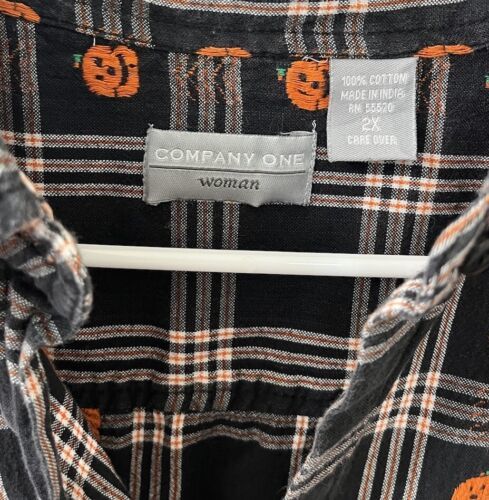 COMPANY ONE
woman
100% COTTON
MADE IN INDIA
RN 55520
2X
CARE OVER